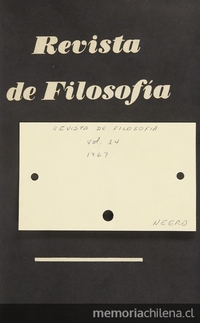 Revista
de Filosofía
REVISTA DE FILOSOFIA
vol. 14
1967
NEGRO
memoriachilena.cl